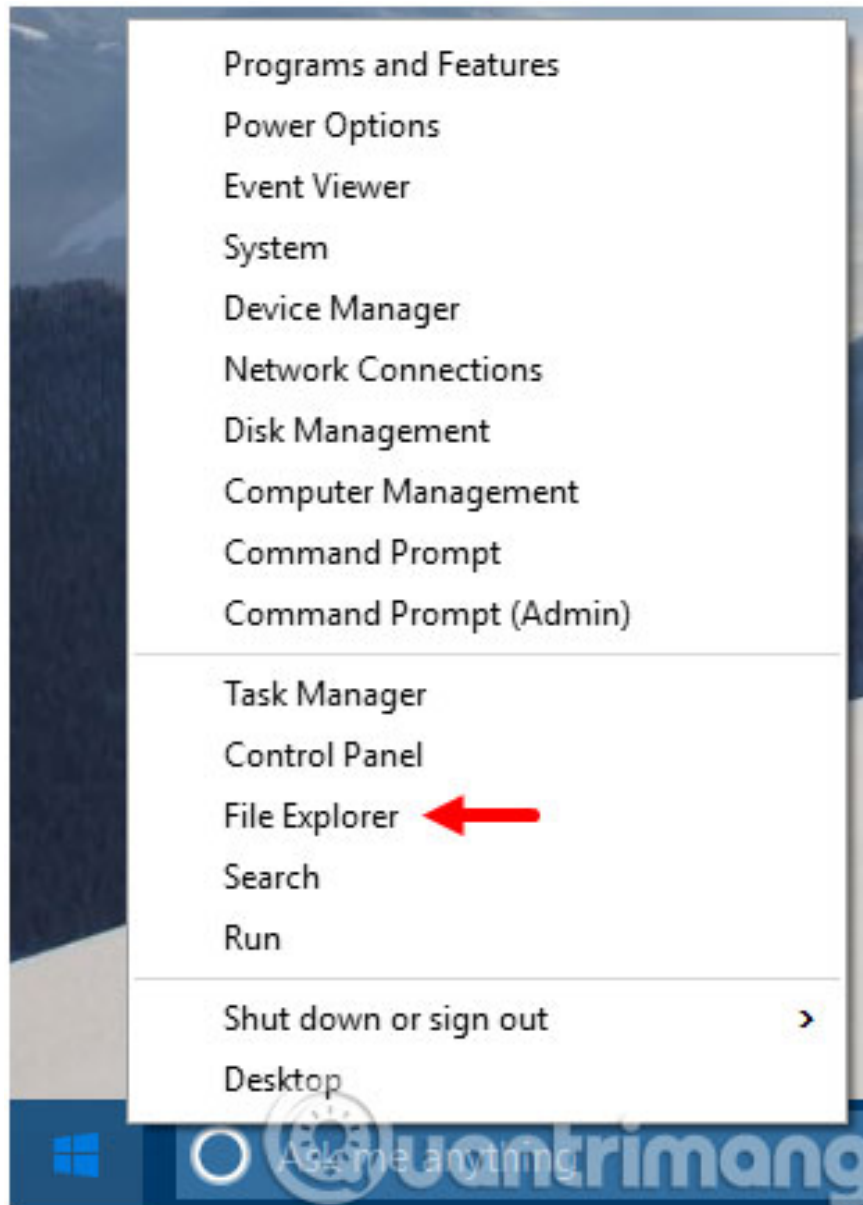 Programs and Features
Power Options
Event Viewer
System
Device Manager
Network Connections
Disk Management
Computer Management
Command Prompt
Command Prompt (Admin)
Task Manager
Control Panel
File Explorer
Search
Run
Shut down or sign out
Desktop
Ask me anything
uantrimang